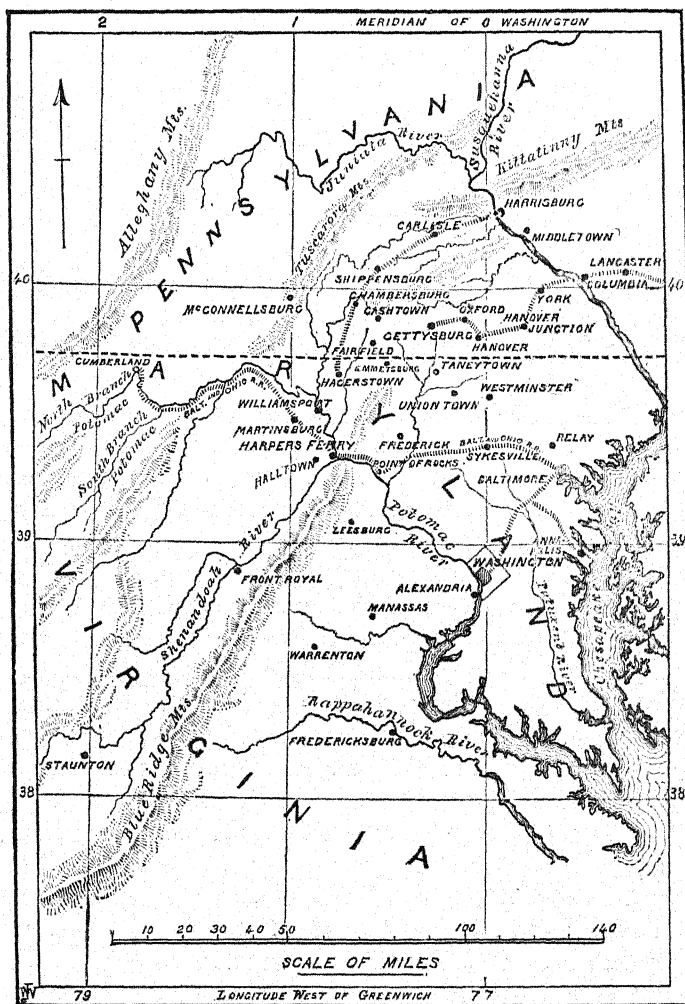 2 1 MERIDIAN OF 0 WASHINGTON
PENNSYLVANIA
Alleghany Mts.
Juniata River
Susquehanna River
Kittatinny Mts
Tuscarora Mts
HARRISBURG
CARLISLE
MIDDLETOWN
SHIPPENSBURG
LANCASTER
40 40
COLUMBIA
CHAMBERSBURG
YORK
MCCONNELLSBURG
CASHTOWN
OXFORD
HANOVER JUNCTION
GETTYSBURG
HANOVER
FAIRFIELD
MARYLAND
CUMBERLAND
EMMETSBURG
TANEYTOWN
HAGERSTOWN
North Branch Potomac
BALT. AND OHIO R.R.
WILLIAMSPORT
UNION TOWN
WESTMINSTER
South Branch Potomac
MARTINSBURG
HARPERS FERRY
FREDERICK
BALT. AND OHIO R.R.
RELAY
HALLTOWN
POINT OF ROCKS
SYKESVILLE
BALTIMORE
39 39
LEESBURG
Potomac River
WASHINGTON
Shenandoah River
FRONT ROYAL
ALEXANDRIA
MANASSAS
Chesapeake
WARRENTON
VIRGINIA
Rappahannock River
FREDERICKSBURG
STAUNTON
Blue Ridge Mts.
38 38
10 20 30 40 50 100 140
SCALE OF MILES
79 LONGITUDE WEST OF GREENWICH 77